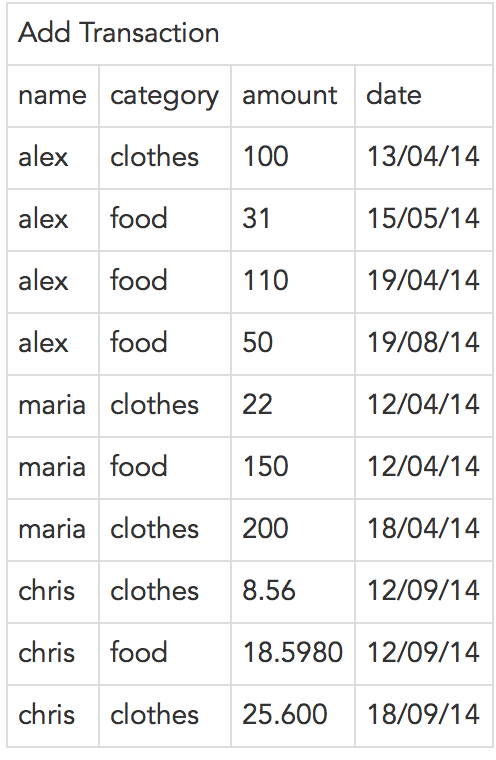 Add Transaction
name category amount date
alex clothes 100 13/04/14
alex food 31 15/05/14
alex food 110 19/04/14
alex food 50 19/08/14
maria clothes 22 12/04/14
maria food 150 12/04/14
maria clothes 200 18/04/14
chris clothes 8.56 12/09/14
chris food 18.5980 12/09/14
chris clothes 25.600 18/09/14